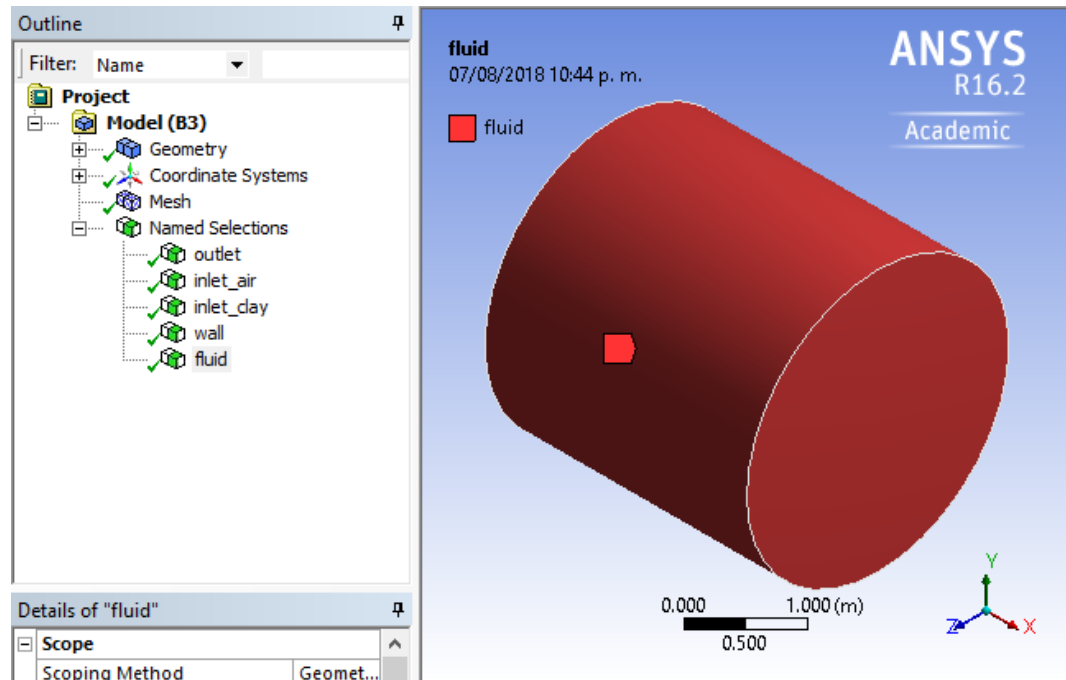 Outline
Filter: Name
Project
Model (B3)
Geometry
Coordinate Systems
Mesh
Named Selections
outlet
inlet_air
inlet_clay
wall
fluid
Details of "fluid"
Scope
Scoping Method Geomet...
fluid
07/08/2018 10:44 p. m.
fluid
ANSYS
R16.2
Academic
0.000 1.000 (m)
0.500
Y
Z X